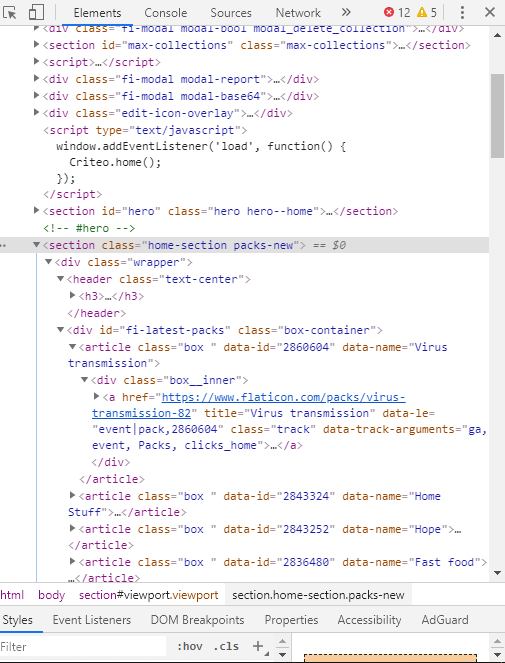 Elements Console Sources Network » 12 5
<div class="fi-modal modal-bool modal_delete_collection">…</div>
<section id="max-collections" class="max-collections">…</section>
<script>…</script>
<div class="fi-modal modal-report">…</div>
<div class="fi-modal modal-base64">…</div>
<div class="edit-icon-overlay">…</div>
<script type="text/javascript">
window.addEventListener('load', function() {
Criteo.home();
});
</script>
<section id="hero" class="hero hero--home">…</section>
<!-- #hero -->
<section class="home-section packs-new"> == $0
<div class="wrapper">
<header class="text-center">
<h3>…</h3>
</header>
<div id="fi-latest-packs" class="box-container">
<article class="box " data-id="2860604" data-name="Virus
transmission">
<div class="box__inner">
<a href="https://www.flaticon.com/packs/virus-
transmission-82" title="Virus transmission" data-le=
"event|pack,2860604" class="track" data-track-arguments="ga,
event, Packs, clicks_home">…</a>
</div>
</article>
<article class="box " data-id="2843324" data-name="Home
Stuff">…</article>
<article class="box " data-id="2843252" data-name="Hope">…
</article>
<article class="box " data-id="2836480" data-name="Fast food">
…</article>
html body section#viewport.viewport section.home-section.packs-new
Styles Event Listeners DOM Breakpoints Properties Accessibility AdGuard
Filter :hov .cls +